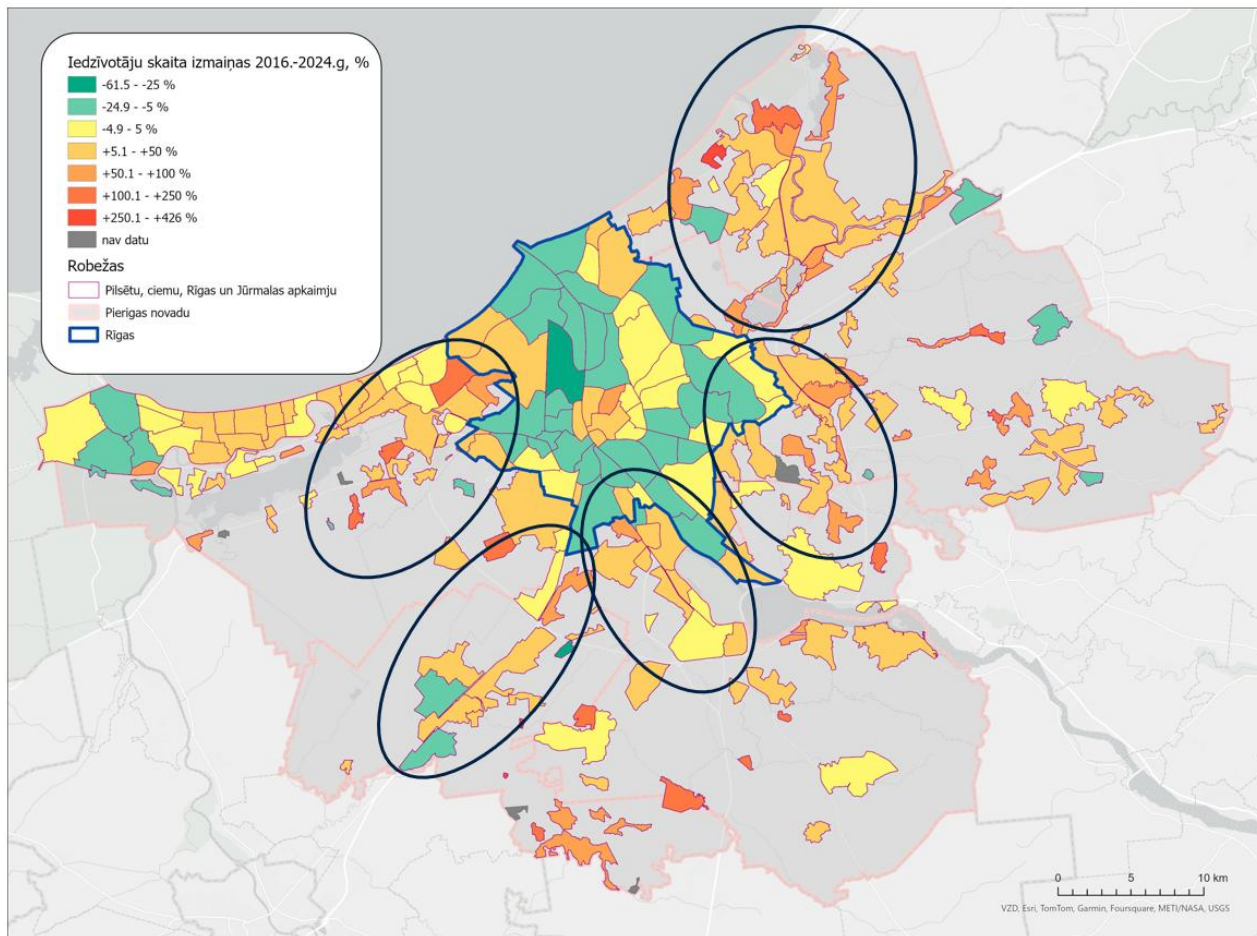 Iedzīvotāju skaita izmaiņas 2016.-2024.g, %
-61.5 - -25 %
-24.9 - -5 %
-4.9 - 5 %
+5.1 - +50 %
+50.1 - +100 %
+100.1 - +250 %
+250.1 - +426 %
nav datu
Robežas
Pilsētu, ciemu, Rīgas un Jūrmalas apkaimju
Pierigas novadu
Rīgas
0 5 10 km
VZD, Esri, TomTom, Garmin, Foursquare, METI/NASA, USGS